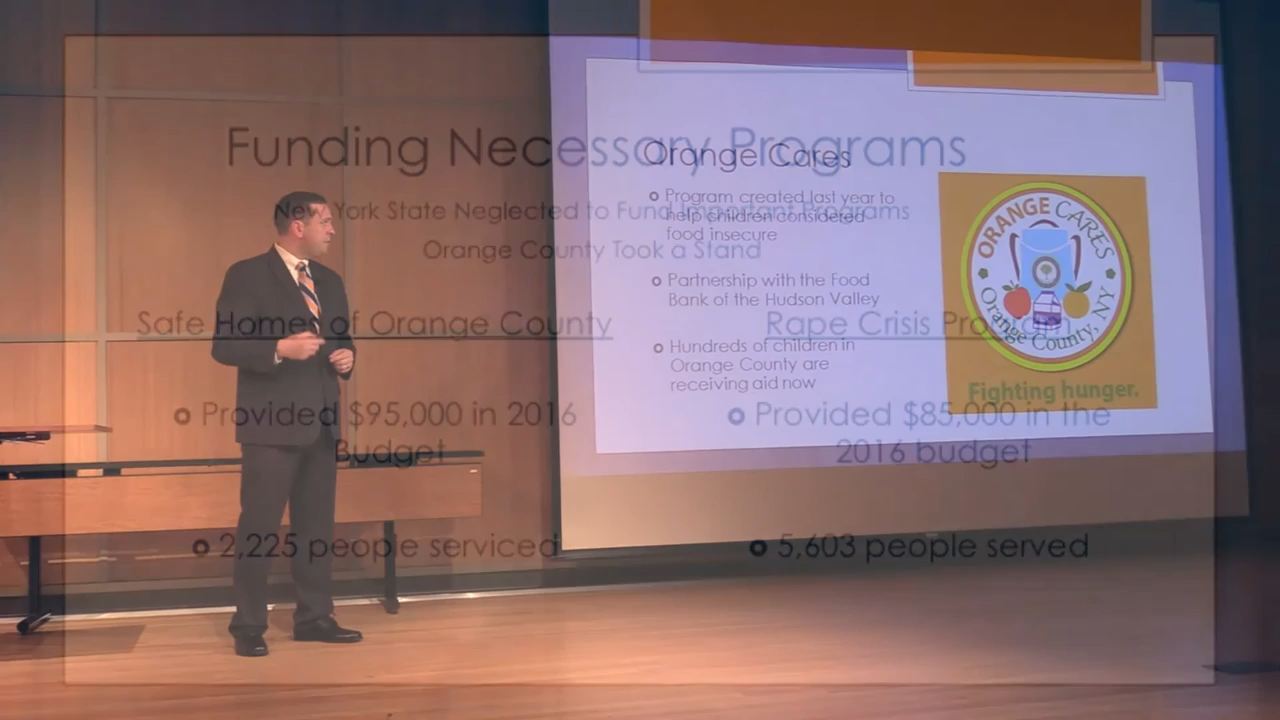 Funding Necessary Programs
New York State Neglected to Fund Important Programs
Orange County Took a Stand
Safe Homes of Orange County
Provided $95,000 in 2016
Budget
2,225 people serviced
Rape Crisis Program
Provided $85,000 in the
2016 budget
5,603 people served
Orange Cares
Program created last year to
help children considered
food insecure
Partnership with the Food
Bank of the Hudson Valley
Hundreds of children in
Orange County are
receiving aid now
ORANGE CARES
Orange County, NY
Fighting hunger.